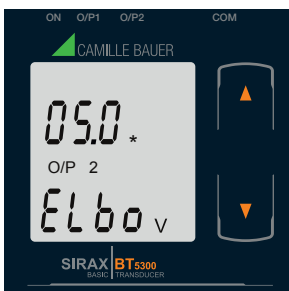 ON O/P1 O/P2 COM
CAMILLE BAUER
05.0 *
O/P 2
ELbo V
SIRAX BT5300
BASIC TRANSDUCER